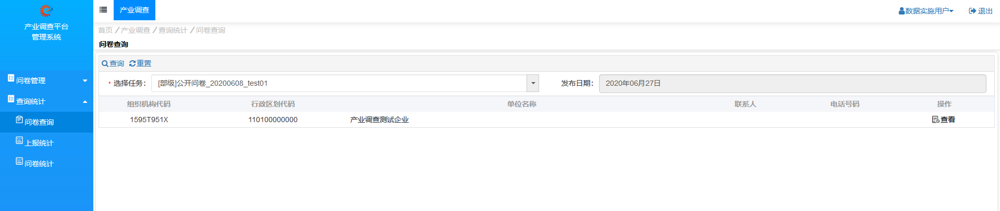 产业调查平台
管理系统
问卷管理
查询统计
问卷查询
上报统计
问卷统计
产业调查
数据实施用户
退出
首页 / 产业调查 / 查询统计 / 问卷查询
问卷查询
查询 重置
* 选择任务： [部级]公开问卷_20200608_test01 发布日期： 2020年06月27日
组织机构代码 行政区划代码 单位名称 联系人 电话号码 操作
1595T951X 110100000000 产业调查测试企业 查看